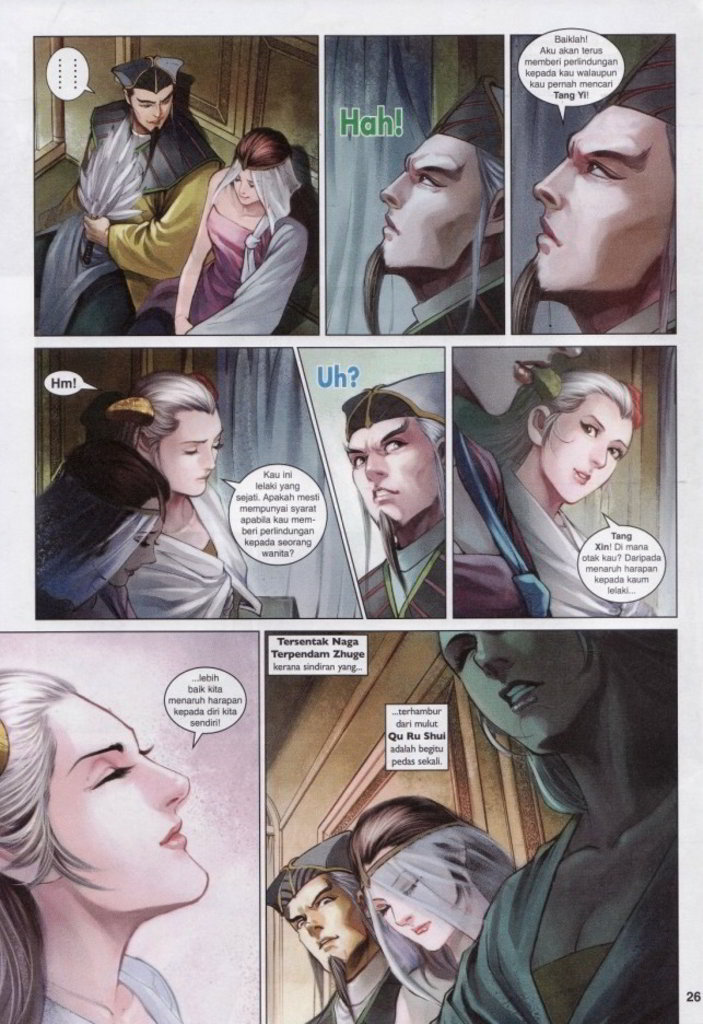 Hah!
Baiklah!
Aku akan terus
memberi perlindungan
kepada kau walaupun
kau pernah mencari
Tang Yi!
Hm!
Kau ini
lelaki yang
sejati. Apakah mesti
mempunyai syarat
apabila kau mem-
beri perlindungan
kepada seorang
wanita?
Uh?
Tang
Xin! Di mana
otak kau? Daripada
menaruh harapan
kepada kaum
lelaki...
...lebih
baik kita
menaruh harapan
kepada diri kita
sendiri!
Tersentak Naga
Terpendam Zhuge
kerana sindiran yang...
...terhambur
dari mulut
Qu Ru Shui
adalah begitu
pedas sekali.
26